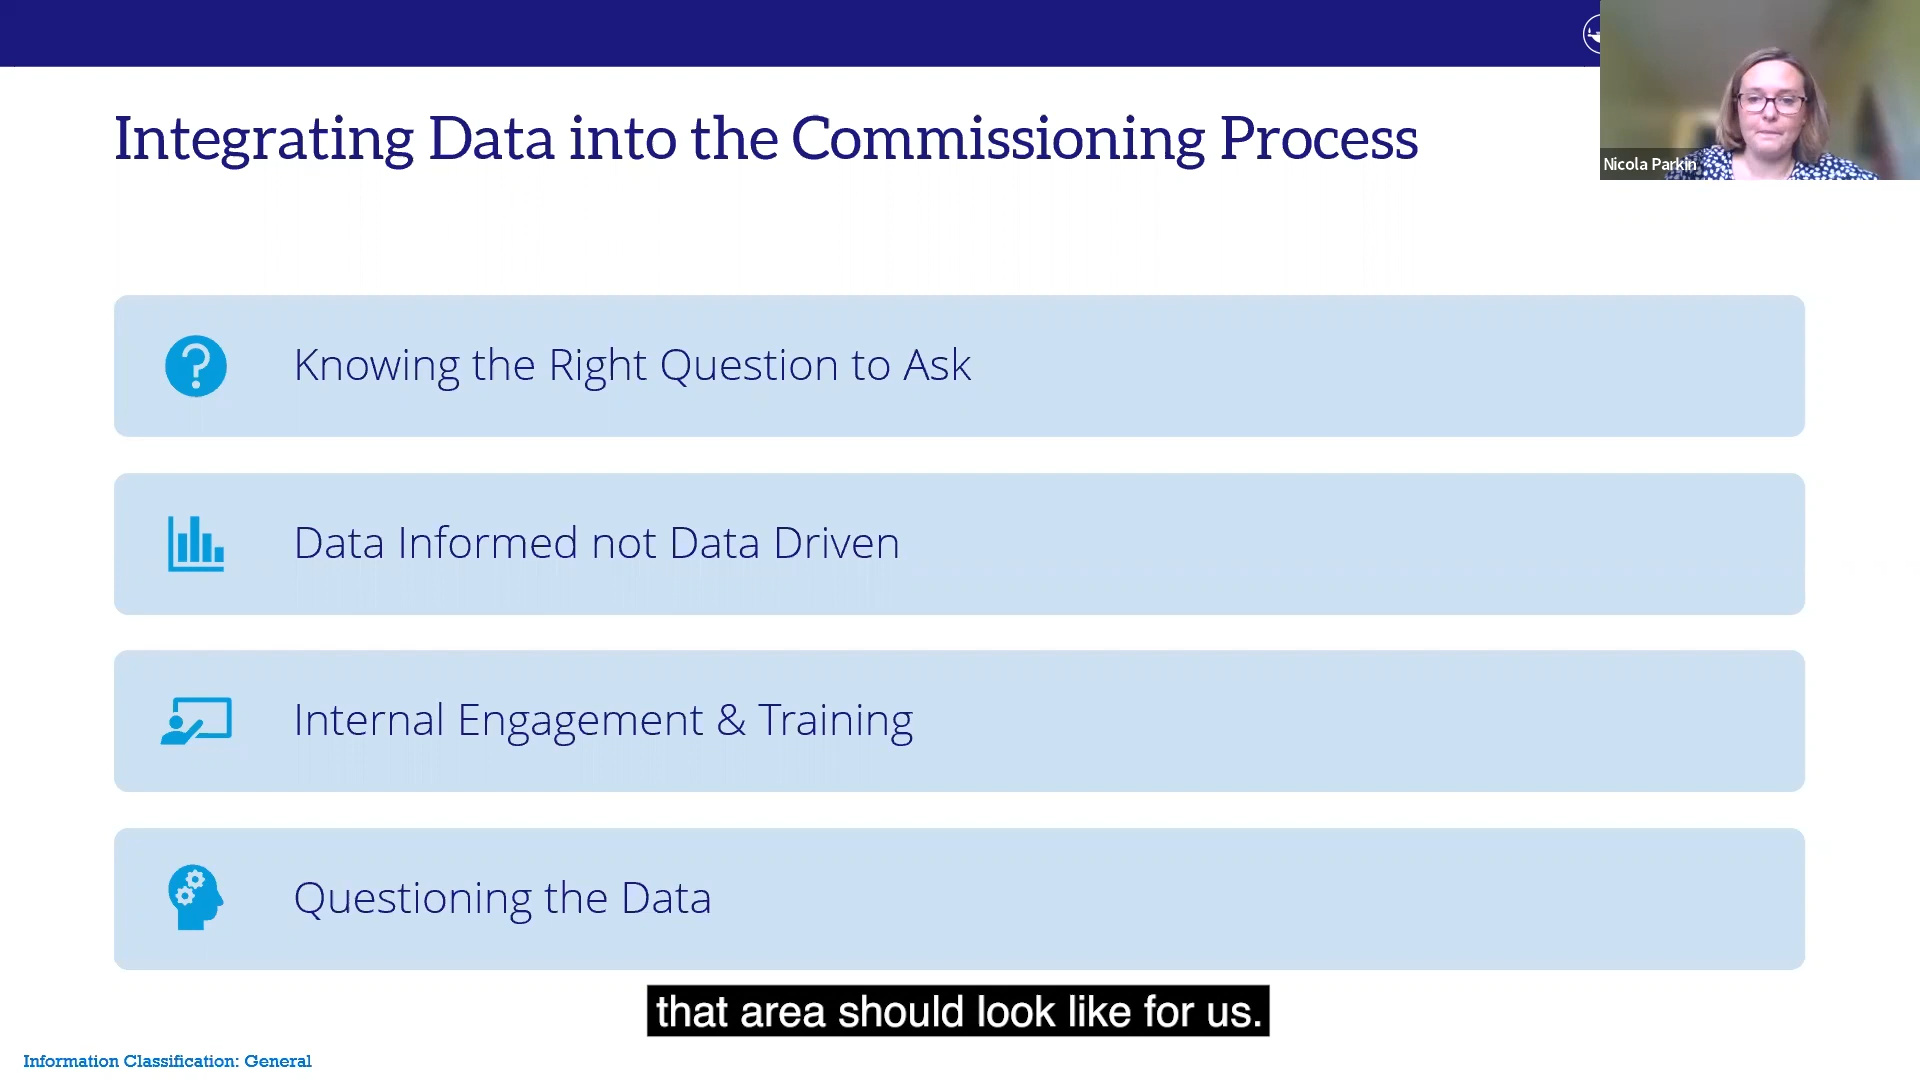 Integrating Data into the Commissioning Process
Nicola Parkin
Knowing the Right Question to Ask
Data Informed not Data Driven
Internal Engagement & Training
Questioning the Data
that area should look like for us.
Information Classification: General